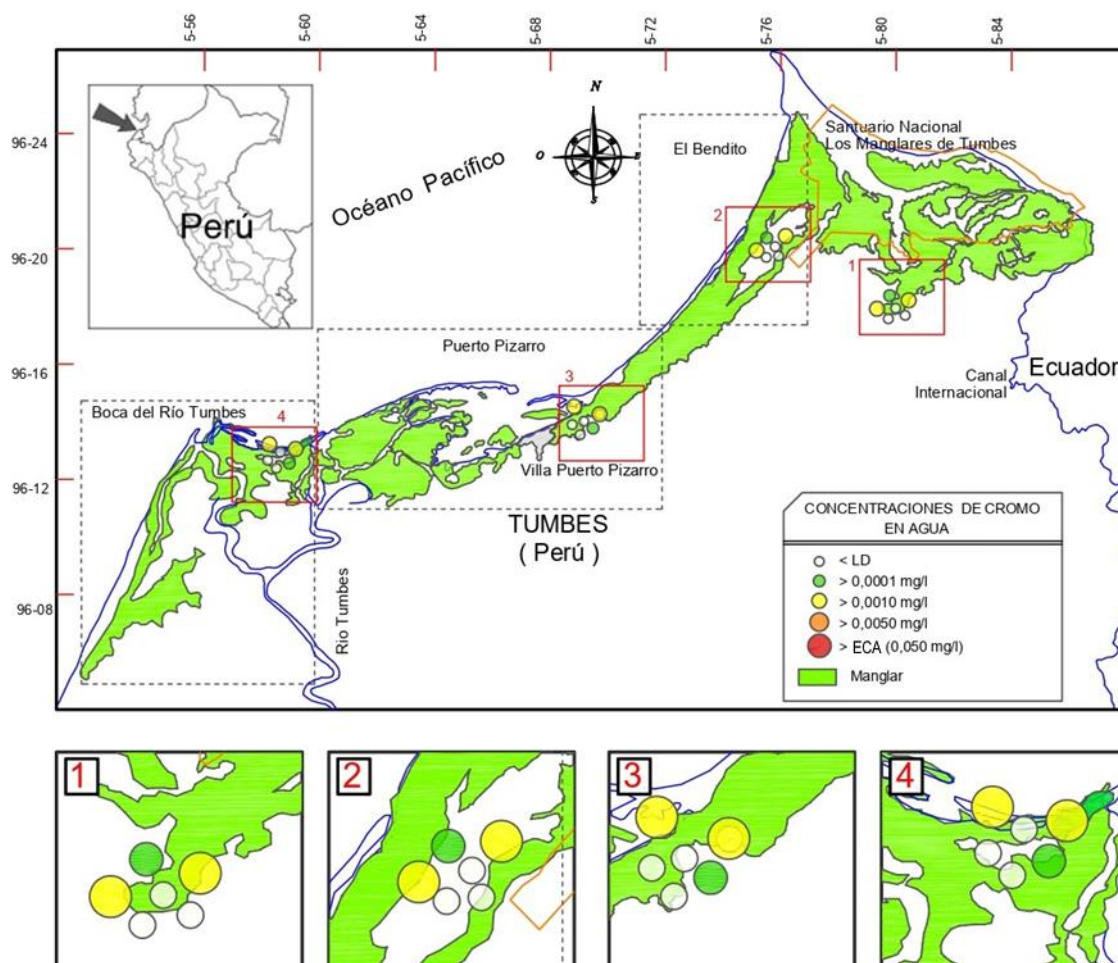 5-56
5-60
5-64
5-68
5-72
5-76
5-80
5-84
96-24
96-20
96-16
96-12
96-08
Perú
Océano Pacífico
N
O
E
S
El Bendito
Santuario Nacional
Los Manglares de Tumbes
2
1
Puerto Pizarro
3
Canal
Internacional
Ecuador
Boca del Río Tumbes
4
Villa Puerto Pizarro
TUMBES
( Perú )
Rio Tumbes
CONCENTRACIONES DE CROMO
EN AGUA
< LD
> 0,0001 mg/l
> 0,0010 mg/l
> 0,0050 mg/l
> ECA (0,050 mg/l)
Manglar
1
2
3
4